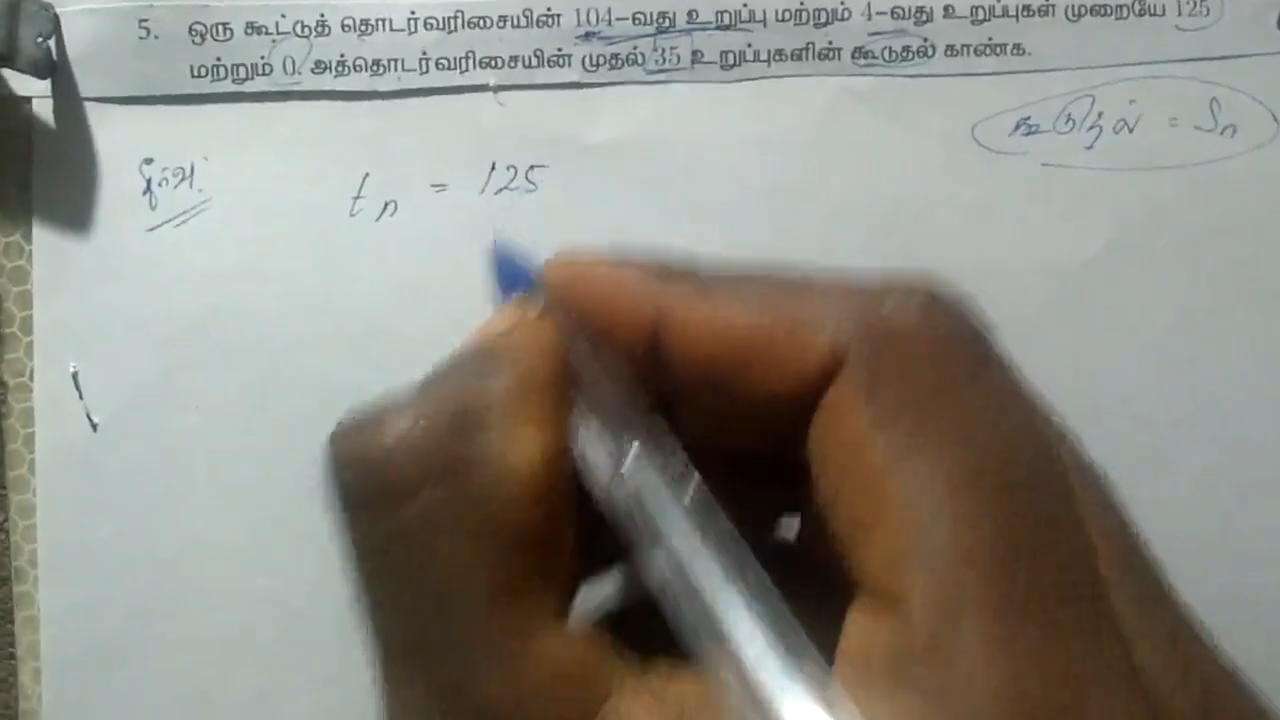 5. ஒரு கூட்டுத் தொடர்வரிசையின் 104-வது உறுப்பு மற்றும் 4-வது உறுப்புகள் முறையே 125
மற்றும் 0. அத்தொடர்வரிசையின் முதல் 35 உறுப்புகளின் கூடுதல் காண்க.
கூடுதல் = Sn
தீர்வு:
tn = 125